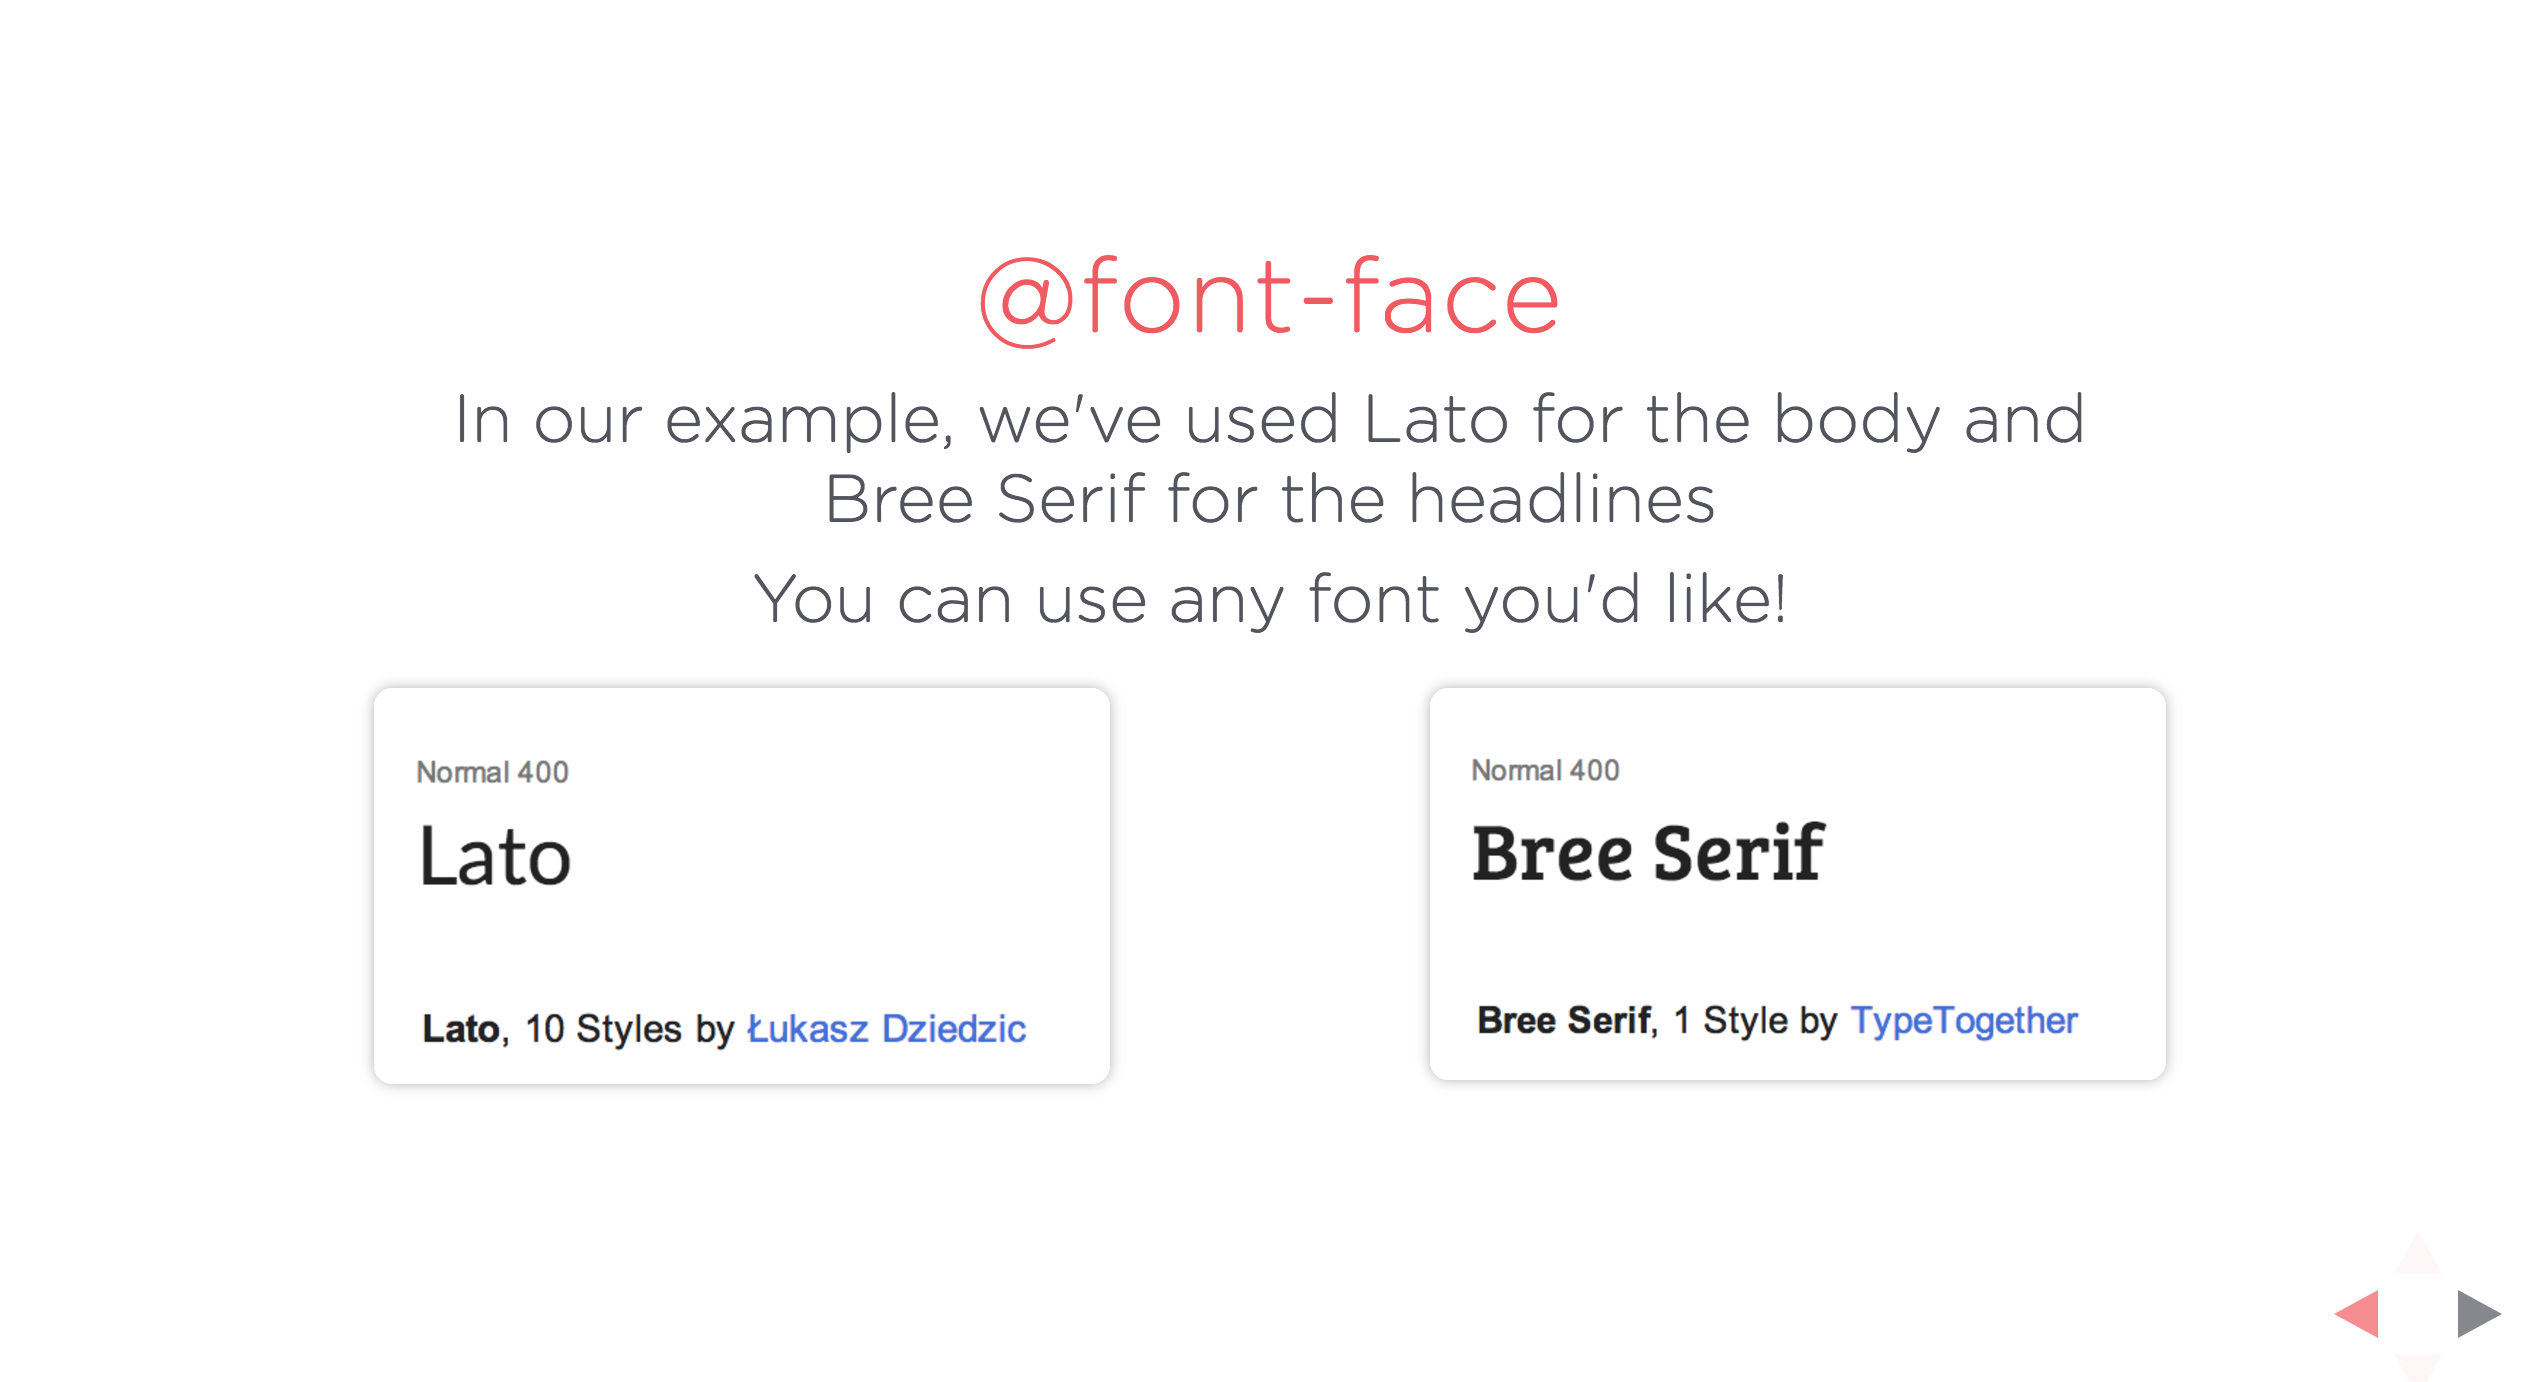 @font-face
In our example, we've used Lato for the body and
Bree Serif for the headlines
You can use any font you'd like!
Normal 400
Lato
Lato, 10 Styles by Łukasz Dziedzic
Normal 400
Bree Serif
Bree Serif, 1 Style by TypeTogether